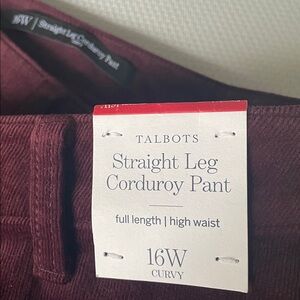 16W | Straight Leg Corduroy Pant
TALBOTS
Straight Leg
Corduroy Pant
full length | high waist
16W
CURVY